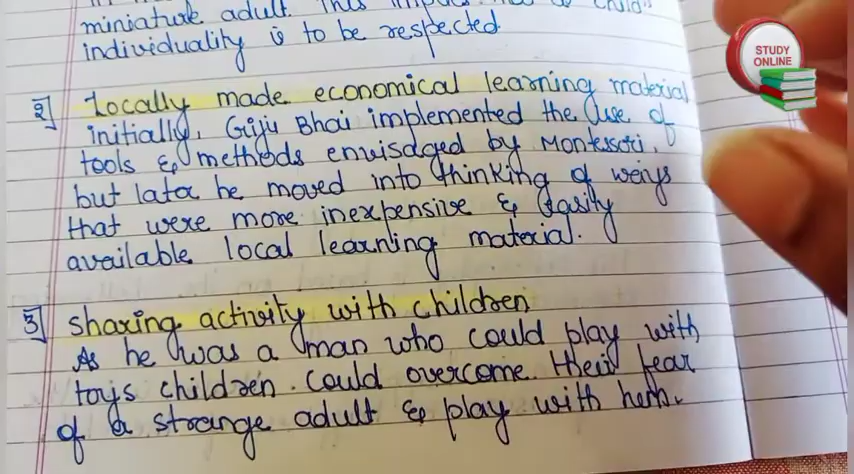 miniature adult. This implies that a child's
individuality is to be respected
2] Locally made economical learning material
initially, Giju Bhai implemented the use of
tools & methods envisaged by Montessori,
but later he moved into thinking of ways
that were more inexpensive & easily
available local learning material.
3] Sharing activity with children
As he was a man who could play with
toys children could overcome their fear
of a strange adult & play with him.
STUDY
ONLINE